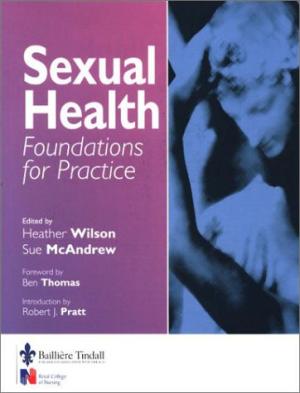 Sexual
Health
Foundations
for Practice
Edited by
Heather Wilson
Sue McAndrew
Foreword by
Ben Thomas
Introduction by
Robert J. Pratt
Baillière Tindall
Royal College
of Nursing